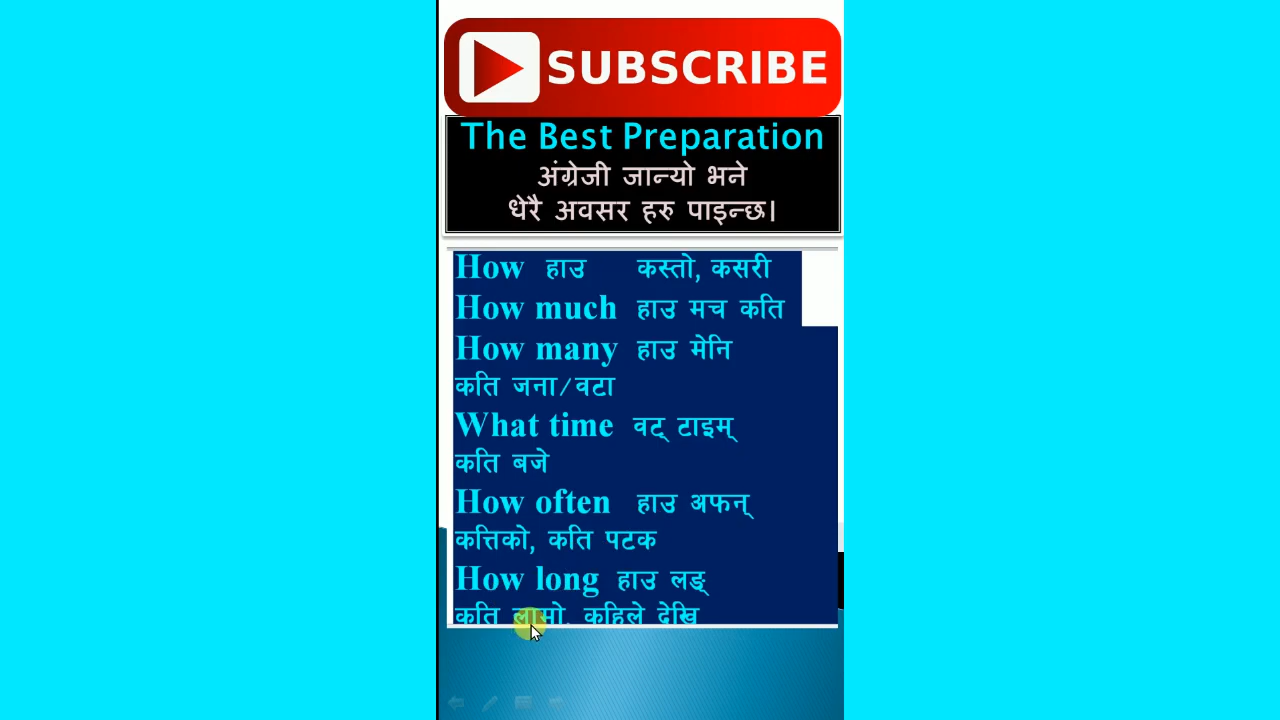 SUBSCRIBE
The Best Preparation
अंग्रेजी जान्यो भने
धेरै अवसर हरु पाइन्छ।
How हाउ कस्तो, कसरी
How much हाउ मच कति
How many हाउ मेनि
कति जना/वटा
What time वट् टाइम्
कति बजे
How often हाउ अफन्
कत्तिको, कति पटक
How long हाउ लङ्
कति लामो, कहिले देखि